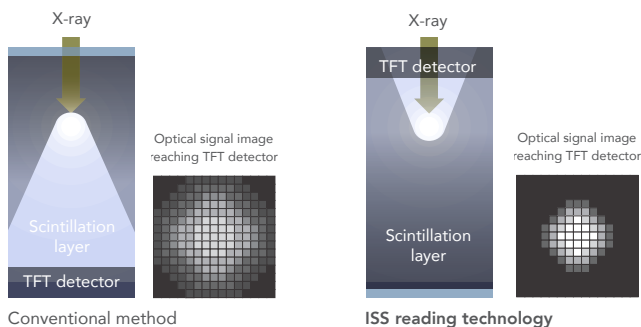 X-ray
Optical signal image
reaching TFT detector
Scintillation
layer
TFT detector
Conventional method
X-ray
TFT detector
Optical signal image
reaching TFT detector
Scintillation
layer
ISS reading technology